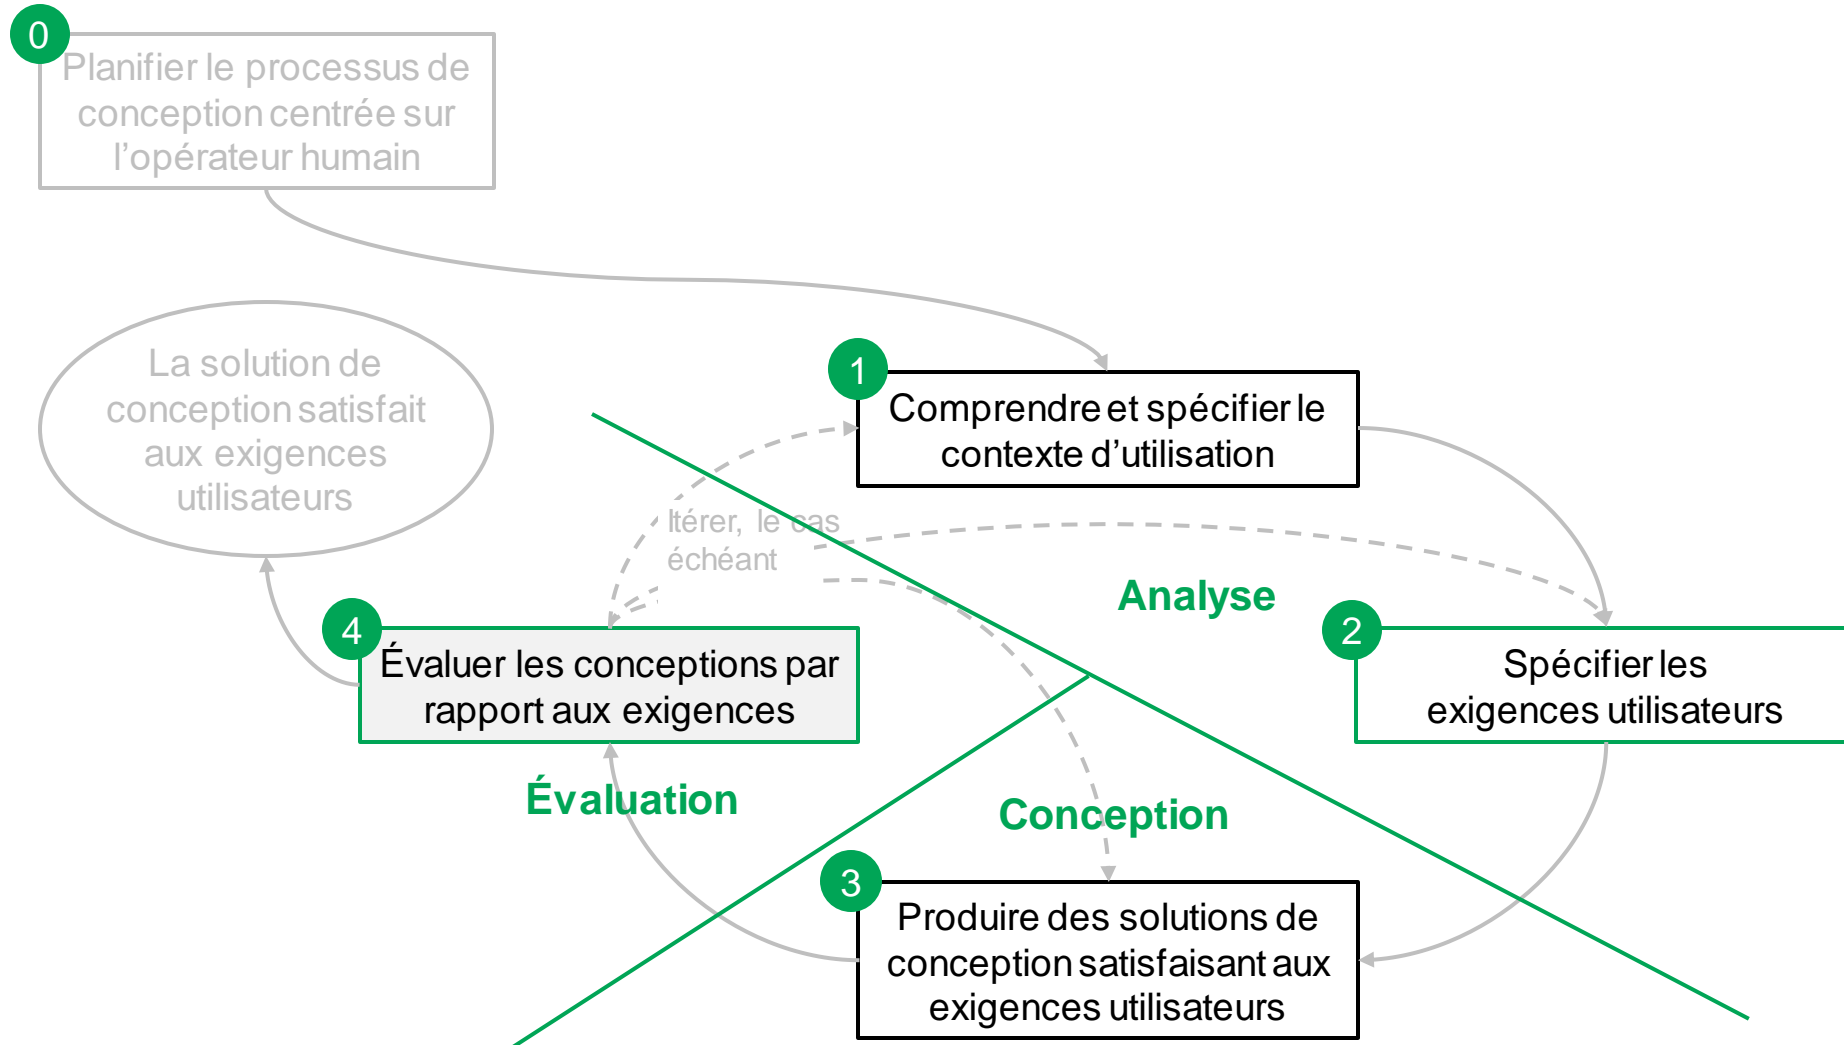 0
Planifier le processus de
conception centrée sur
l’opérateur humain
La solution de
conception satisfait
aux exigences
utilisateurs
1
Comprendre et spécifier le
contexte d’utilisation
Itérer, le cas
échéant
Analyse
2
Spécifier les
exigences utilisateurs
4
Évaluer les conceptions par
rapport aux exigences
Évaluation
Conception
3
Produire des solutions de
conception satisfaisant aux
exigences utilisateurs